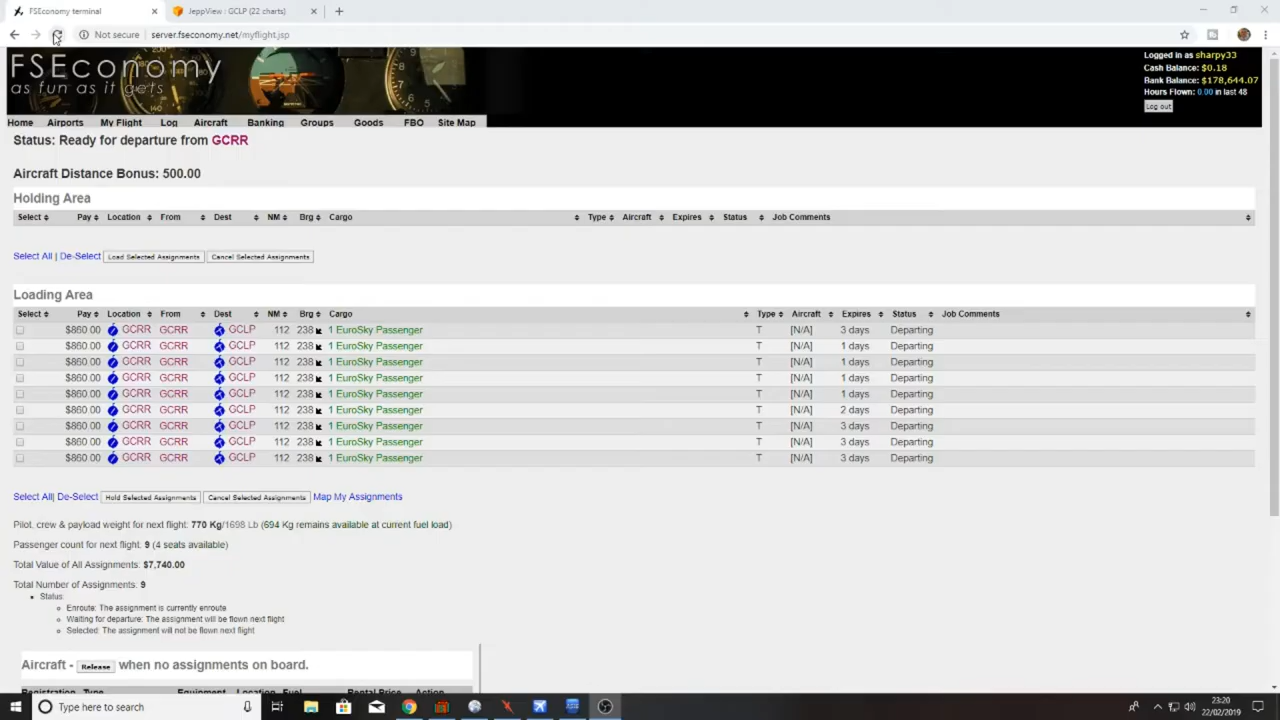 FSEconomy terminal
JeppView : GCLP (22 charts)
Not secure | server.fseconomy.net/myflight.jsp
FSEconomy
as fun as it gets
Logged in as sharpy33
Cash Balance: $0.18
Bank Balance: $178,644.07
Hours Flown: 0.00 in last 48
Log out
Home Airports My Flight Log Aircraft Banking Groups Goods FBO Site Map
Status: Ready for departure from GCRR
Aircraft Distance Bonus: 500.00
Holding Area
Select Pay Location From Dest NM Brg Cargo Type Aircraft Expires Status Job Comments
Select All | De-Select Load Selected Assignments Cancel Selected Assignments
Loading Area
Select Pay Location From Dest NM Brg Cargo Type Aircraft Expires Status Job Comments
$860.00 GCRR GCRR GCLP 112 238 1 EuroSky Passenger T [N/A] 3 days Departing
$860.00 GCRR GCRR GCLP 112 238 1 EuroSky Passenger T [N/A] 1 days Departing
$860.00 GCRR GCRR GCLP 112 238 1 EuroSky Passenger T [N/A] 1 days Departing
$860.00 GCRR GCRR GCLP 112 238 1 EuroSky Passenger T [N/A] 1 days Departing
$860.00 GCRR GCRR GCLP 112 238 1 EuroSky Passenger T [N/A] 1 days Departing
$860.00 GCRR GCRR GCLP 112 238 1 EuroSky Passenger T [N/A] 2 days Departing
$860.00 GCRR GCRR GCLP 112 238 1 EuroSky Passenger T [N/A] 3 days Departing
$860.00 GCRR GCRR GCLP 112 238 1 EuroSky Passenger T [N/A] 3 days Departing
$860.00 GCRR GCRR GCLP 112 238 1 EuroSky Passenger T [N/A] 3 days Departing
Select All| De-Select Hold Selected Assignments Cancel Selected Assignments Map My Assignments
Pilot, crew & payload weight for next flight: 770 Kg/1698 Lb (694 Kg remains available at current fuel load)
Passenger count for next flight: 9 (4 seats available)
Total Value of All Assignments: $7,740.00
Total Number of Assignments: 9
Status:
Enroute: The assignment is currently enroute
Waiting for departure: The assignment will be flown next flight
Selected: The assignment will not be flown next flight
Aircraft - Release when no assignments on board.
Registration Type Equipment Location Fuel Rental Price Action
Type here to search
23:20
22/02/2019